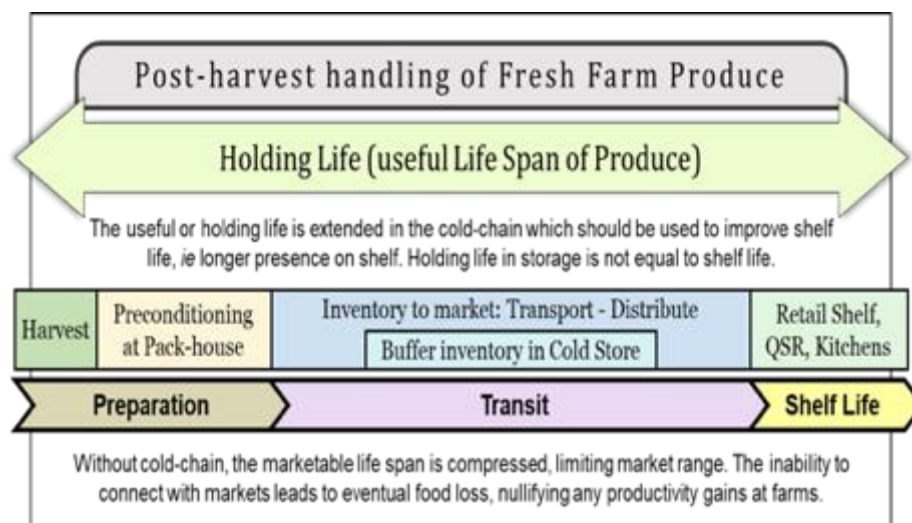 Post-harvest handling of Fresh Farm Produce
Holding Life (useful Life Span of Produce)
The useful or holding life is extended in the cold-chain which should be used to improve shelf
life, ie longer presence on shelf. Holding life in storage is not equal to shelf life.
Harvest
Preconditioning
at Pack-house
Inventory to market: Transport - Distribute
Buffer inventory in Cold Store
Retail Shelf,
QSR, Kitchens
Preparation
Transit
Shelf Life
Without cold-chain, the marketable life span is compressed, limiting market range. The inability to
connect with markets leads to eventual food loss, nullifying any productivity gains at farms.